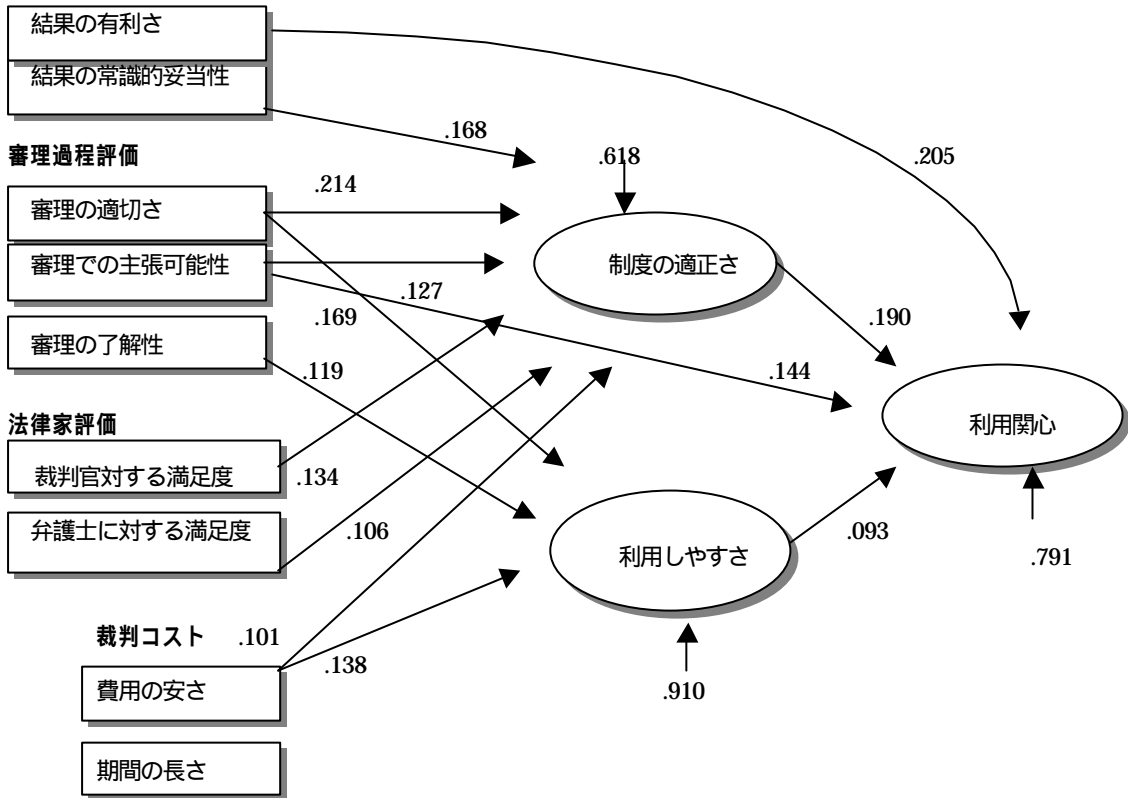 結果の有利さ
結果の常識的妥当性
.168
審理過程評価
.618
.205
.214
審理の適切さ
審理での主張可能性
制度の適正さ
.127
.169
.190
審理の了解性
.119
.144
法律家評価
利用関心
裁判官対する満足度
.134
弁護士に対する満足度
.106
.093
利用しやすさ
.791
裁判コスト
.101
.138
.910
費用の安さ
期間の長さ